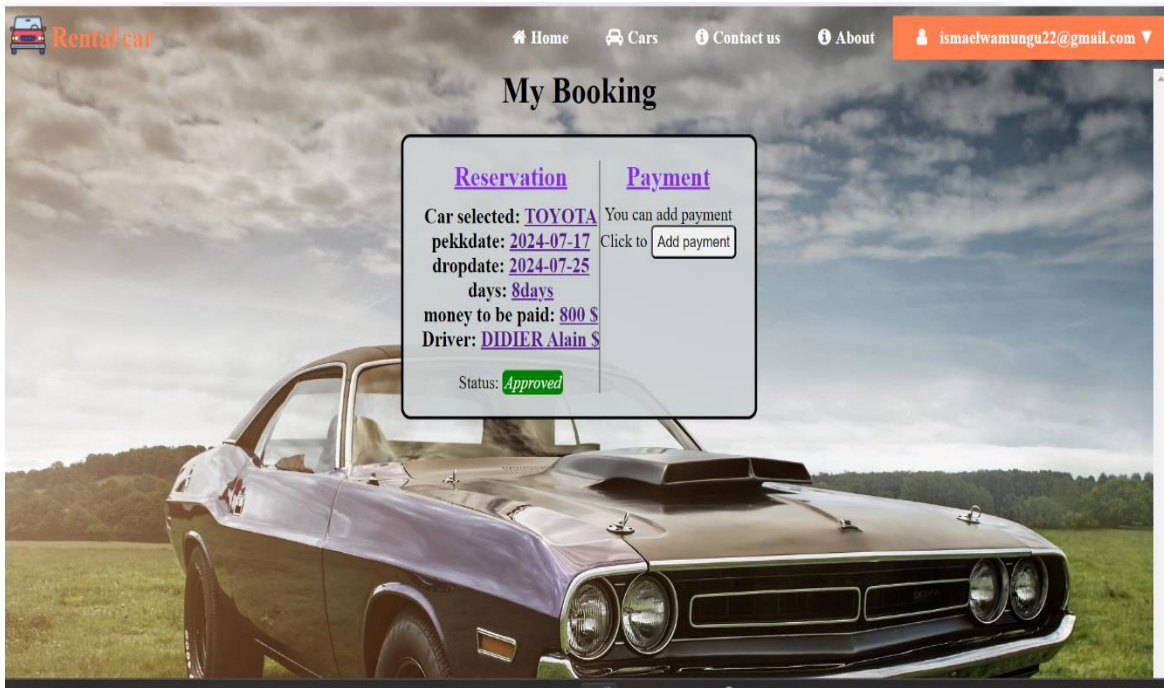 Rental car
Home Cars Contact us About ismaelwamungu22@gmail.com ▼
My Booking
Reservation
Car selected: TOYOTA
pekkdate: 2024-07-17
dropdate: 2024-07-25
days: 8days
money to be paid: 800 $
Driver: DIDIER Alain $
Status: Approved
Payment
You can add payment
Click to Add payment